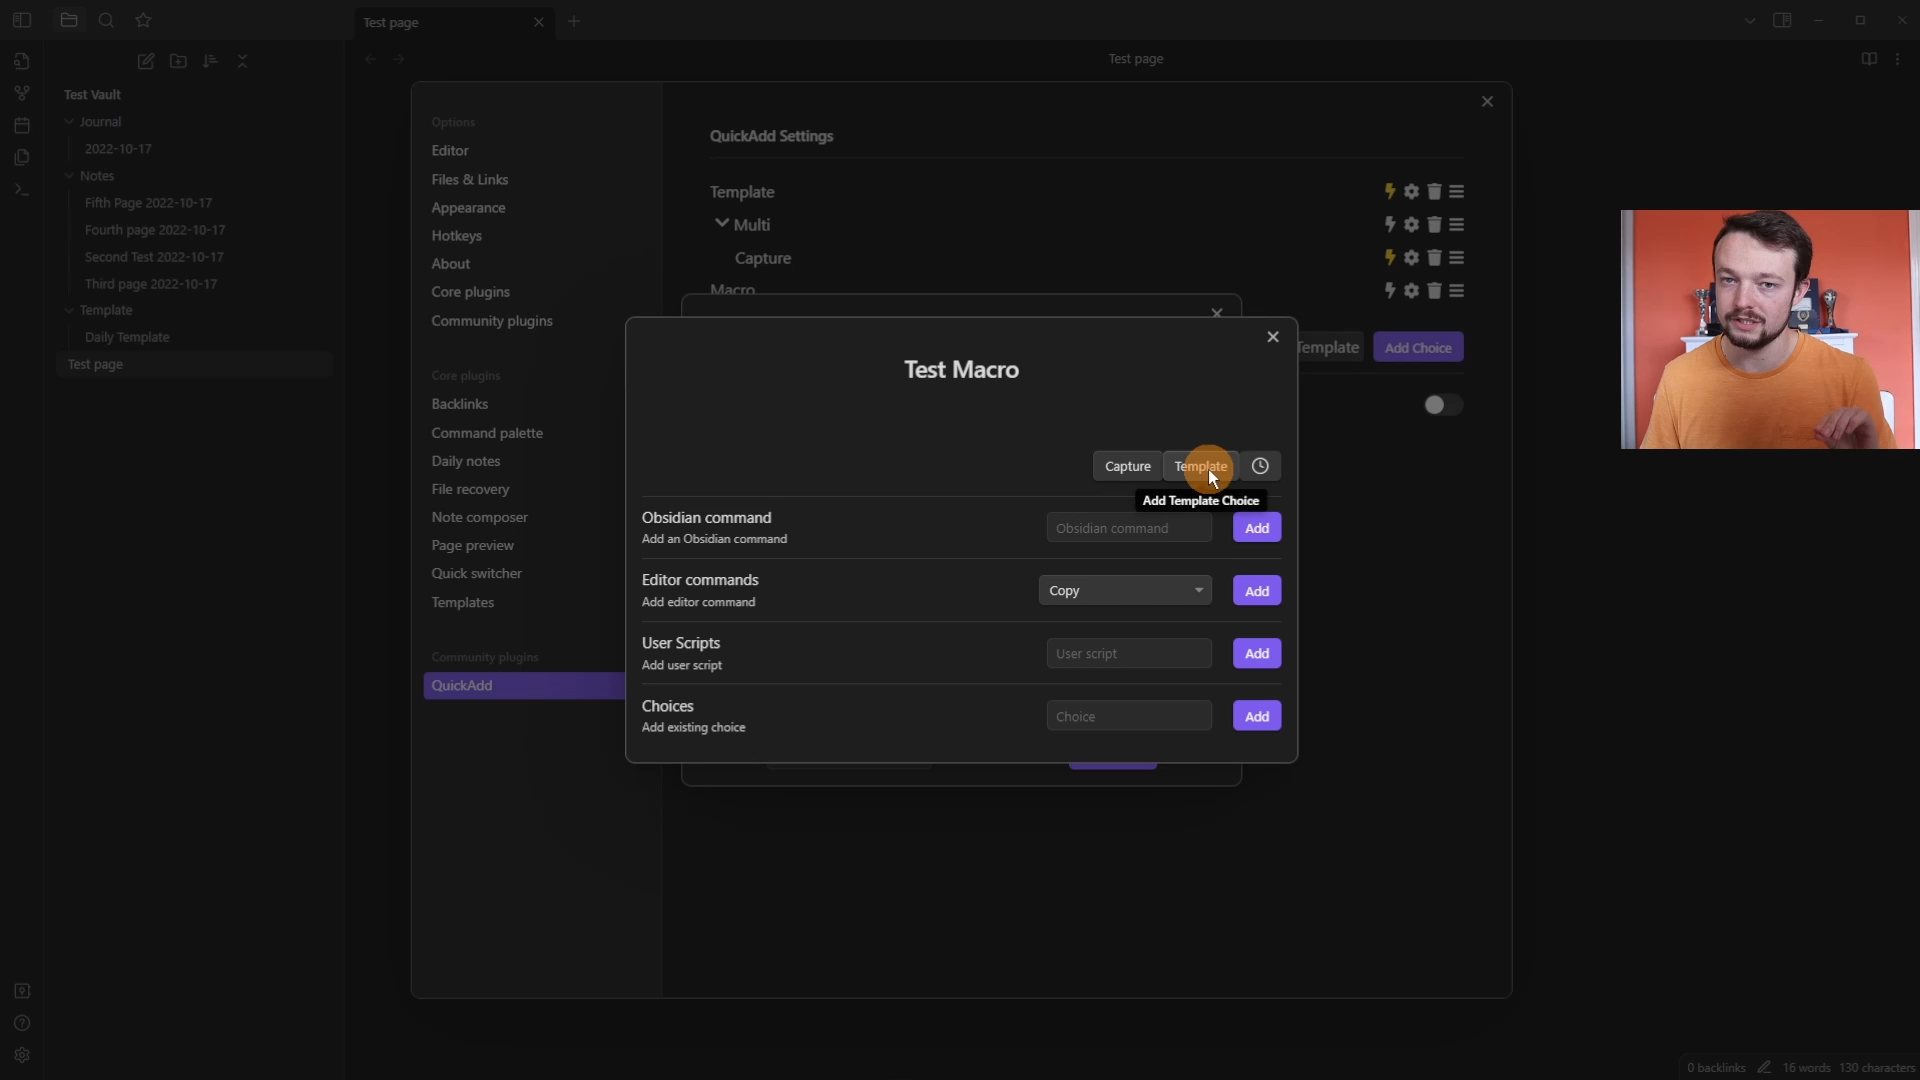 Test page
Test page
Test Vault
Journal
2022-10-17
Notes
Fifth Page 2022-10-17
Fourth page 2022-10-17
Second Test 2022-10-17
Third page 2022-10-17
Template
Daily Template
Test page
Options
Editor
Files & Links
Appearance
Hotkeys
About
Core plugins
Community plugins
Core plugins
Backlinks
Command palette
Daily notes
File recovery
Note composer
Page preview
Quick switcher
Templates
Community plugins
QuickAdd
QuickAdd Settings
Template
Multi
Capture
Macro
Template
Add Choice
Test Macro
Capture
Template
Add Template Choice
Obsidian command
Add an Obsidian command
Obsidian command
Add
Editor commands
Add editor command
Copy
Add
User Scripts
Add user script
User script
Add
Choices
Add existing choice
Choice
Add
0 backlinks
16 words
130 characters